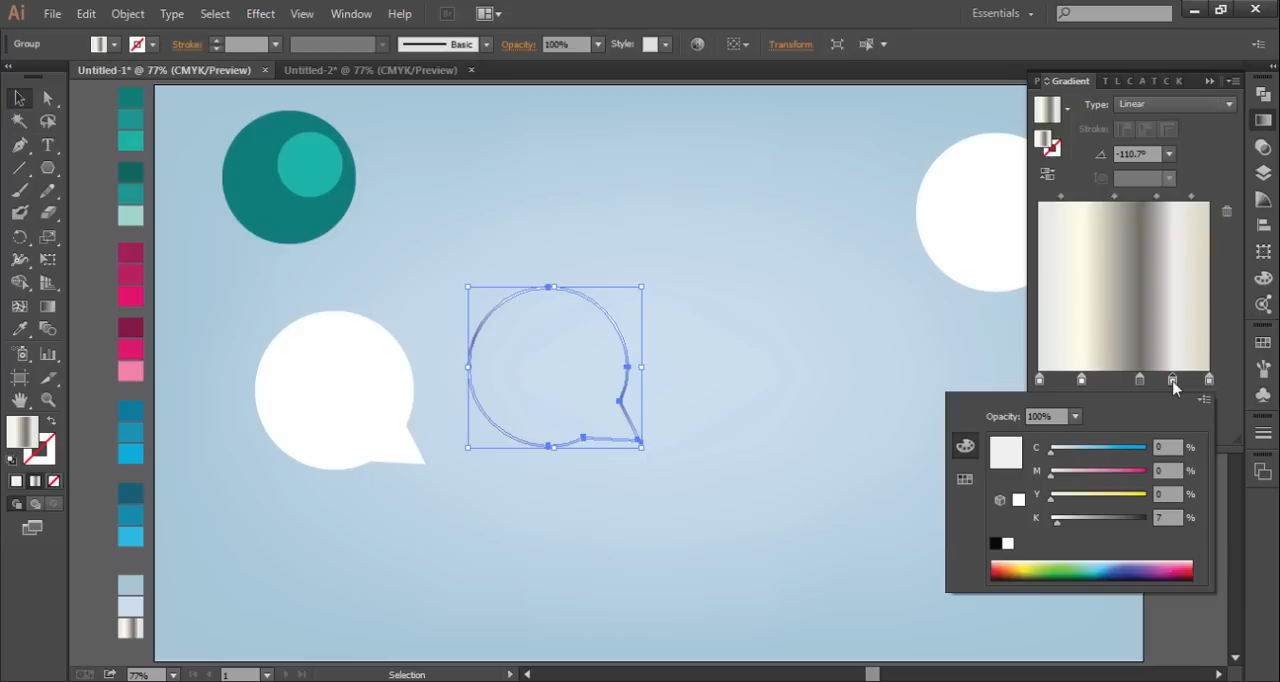 Ai File Edit Object Type Select Effect View Window Help Br Essentials
Group Stroke: Basic Opacity: 100% Style: Transform
Untitled-1* @ 77% (CMYK/Preview) × Untitled-2* @ 77% (CMYK/Preview) ×
P Gradient T L C A T C K
Type: Linear
Stroke:
-110.7°
Opacity: 100%
C 0 %
M 0 %
Y 0 %
K 7 %
77% 1 Selection